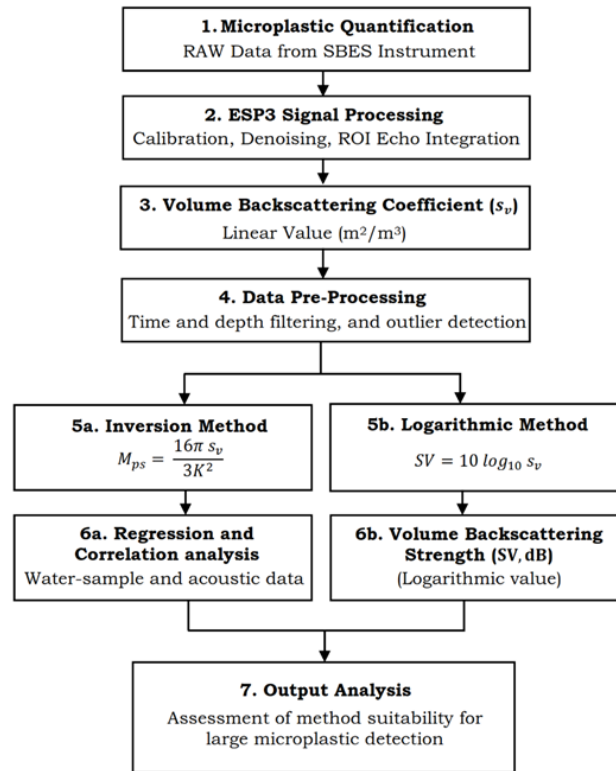 1. Microplastic Quantification
RAW Data from SBES Instrument
2. ESP3 Signal Processing
Calibration, Denoising, ROI Echo Integration
3. Volume Backscattering Coefficient (sᵥ)
Linear Value (m²/m³)
4. Data Pre-Processing
Time and depth filtering, and outlier detection
5a. Inversion Method
M_ps = 16π sᵥ / 3K²
6a. Regression and
Correlation analysis
Water-sample and acoustic data
5b. Logarithmic Method
SV = 10 log₁₀ sᵥ
6b. Volume Backscattering
Strength (SV, dB)
(Logarithmic value)
7. Output Analysis
Assessment of method suitability for
large microplastic detection